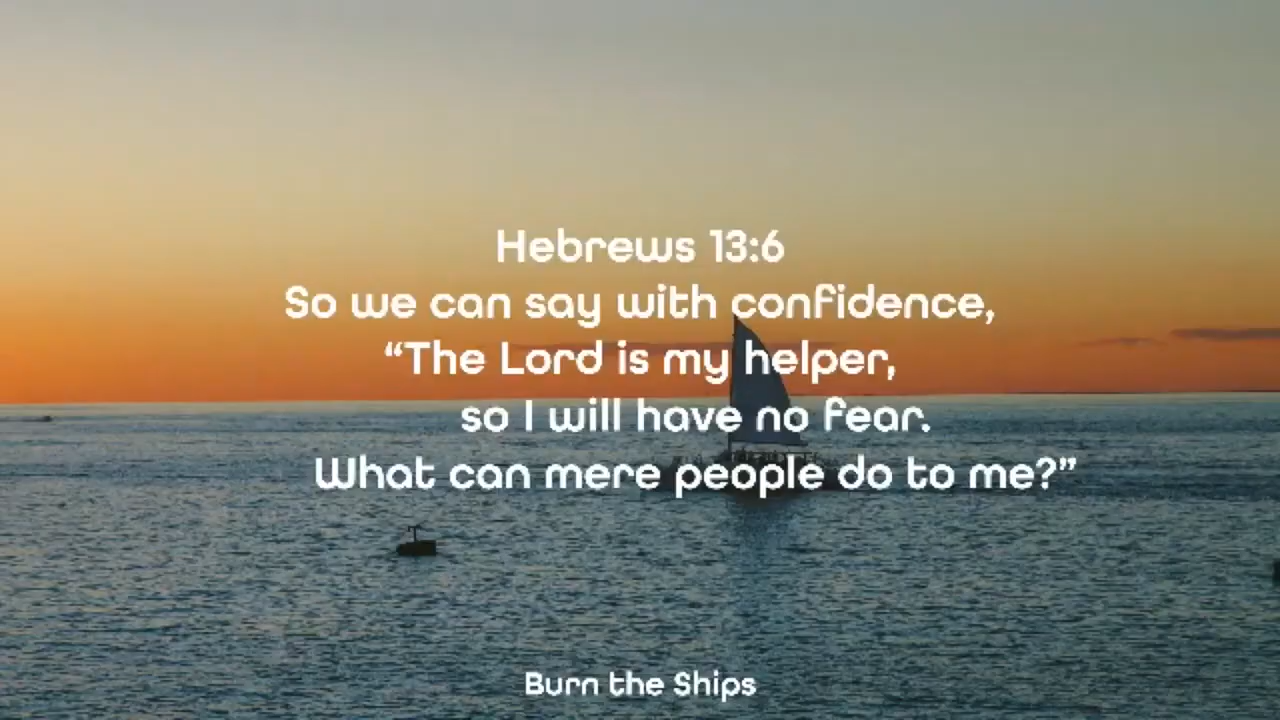 Hebrews 13:6
So we can say with confidence,
“The Lord is my helper,
so I will have no fear.
What can mere people do to me?”
Burn the Ships